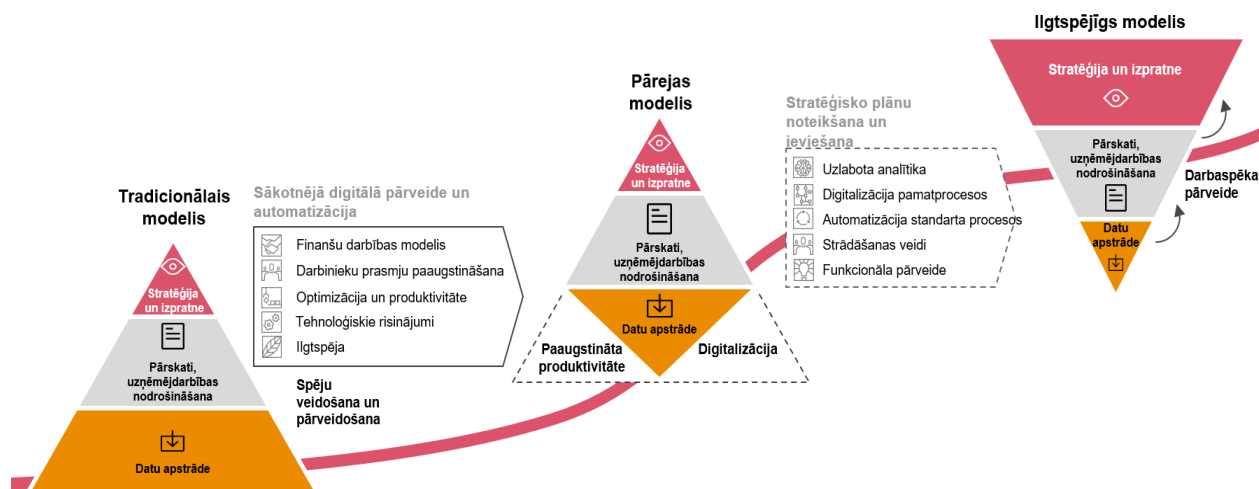 Tradicionālais
modelis
Stratēģija
un izpratne
Pārskati,
uzņēmējdarbības
nodrošināšana
Datu apstrāde
Sākotnējā digitālā pārveide un
automatizācija
Finanšu darbības modelis
Darbinieku prasmju paaugstināšana
Optimizācija un produktivitāte
Tehnoloģiskie risinājumi
Ilgtspēja
Spēju
veidošana un
pārveidošana
Pārejas
modelis
Stratēģija
un izpratne
Pārskati,
uzņēmējdarbības
nodrošināšana
Datu apstrāde
Paaugstināta
produktivitāte
Digitalizācija
Stratēģisko plānu
noteikšana un
ieviešana
Uzlabota analītika
Digitalizācija pamatprocesos
Automatizācija standarta procesos
Strādāšanas veidi
Funkcionāla pārveide
Ilgtspējīgs modelis
Stratēģija un izpratne
Pārskati,
uzņēmējdarbības
nodrošināšana
Datu
apstrāde
Darbaspēka
pārveide